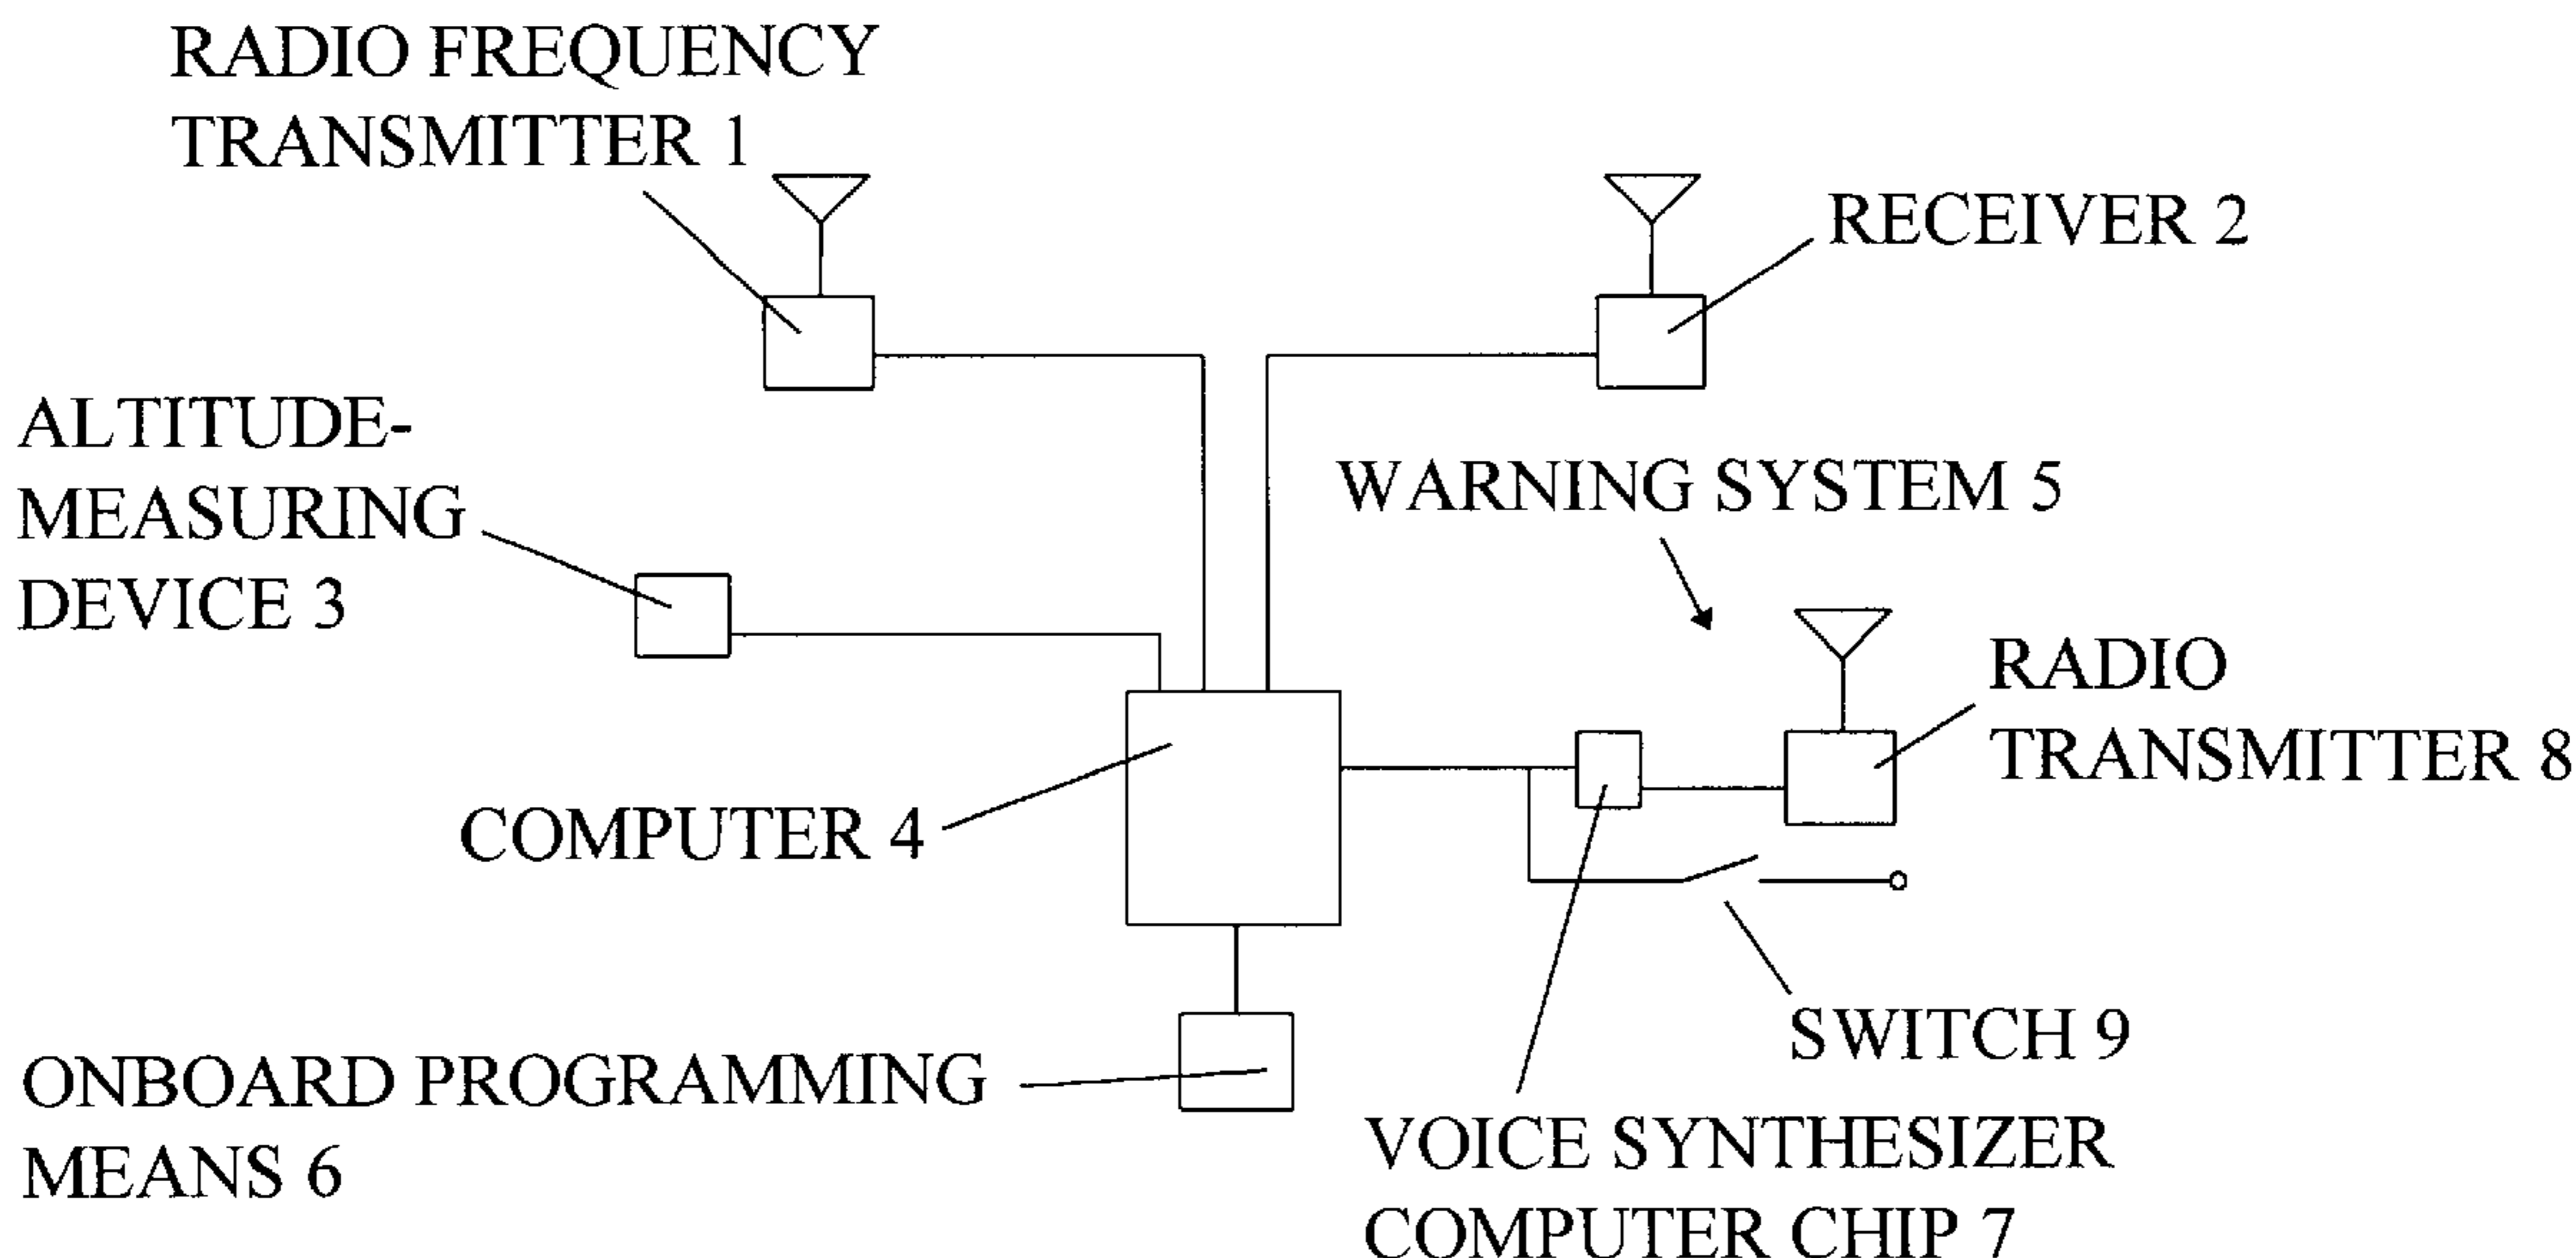 RADIO FREQUENCY
TRANSMITTER 1
RECEIVER 2
ALTITUDE-
MEASURING
DEVICE 3
WARNING SYSTEM 5
RADIO
TRANSMITTER 8
COMPUTER 4
SWITCH 9
ONBOARD PROGRAMMING
MEANS 6
VOICE SYNTHESIZER
COMPUTER CHIP 7